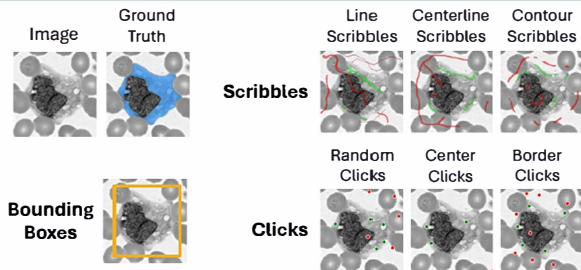 Image
Ground
Truth
Scribbles
Line
Scribbles
Centerline
Scribbles
Contour
Scribbles
Bounding
Boxes
Clicks
Random
Clicks
Center
Clicks
Border
Clicks